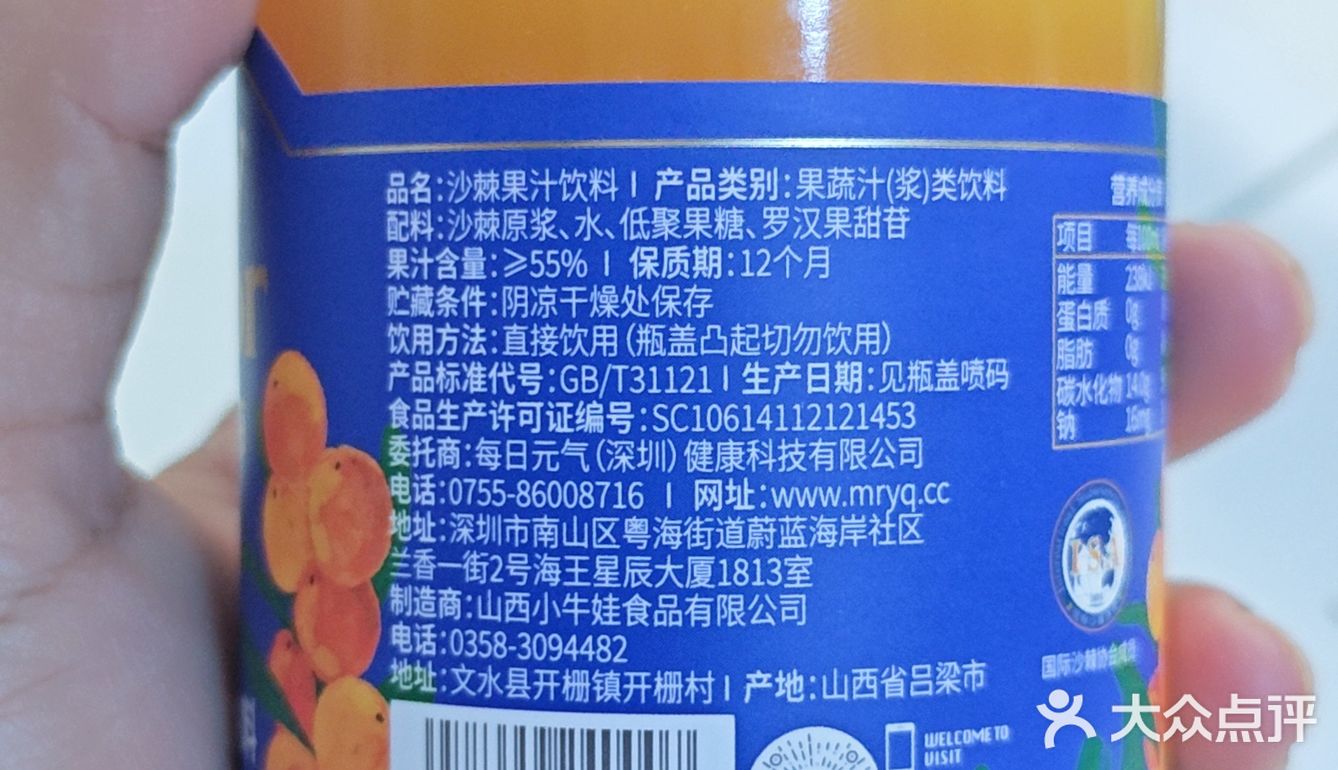 品名:沙棘果汁饮料 | 产品类别:果蔬汁(浆)类饮料
配料:沙棘原浆、水、低聚果糖、罗汉果甜苷
果汁含量:≥55% | 保质期:12个月
贮藏条件:阴凉干燥处保存
饮用方法:直接饮用(瓶盖凸起切勿饮用)
产品标准代号:GB/T31121 | 生产日期:见瓶盖喷码
食品生产许可证编号:SC10614112121453
委托商:每日元气(深圳)健康科技有限公司
电话:0755-86008716 | 网址:www.mryq.cc
地址:深圳市南山区粤海街道蔚蓝海岸社区
兰香一街2号海王星辰大厦1813室
制造商:山西小牛娃食品有限公司
电话:0358-3094482
地址:文水县开栅镇开栅村 | 产地:山西省吕梁市
营养成分表
项目
能量
蛋白质 0g
脂肪 0g
碳水化物 14.0g
钠 16mg
国际沙棘协会
WELCOME TO
VISIT
大众点评